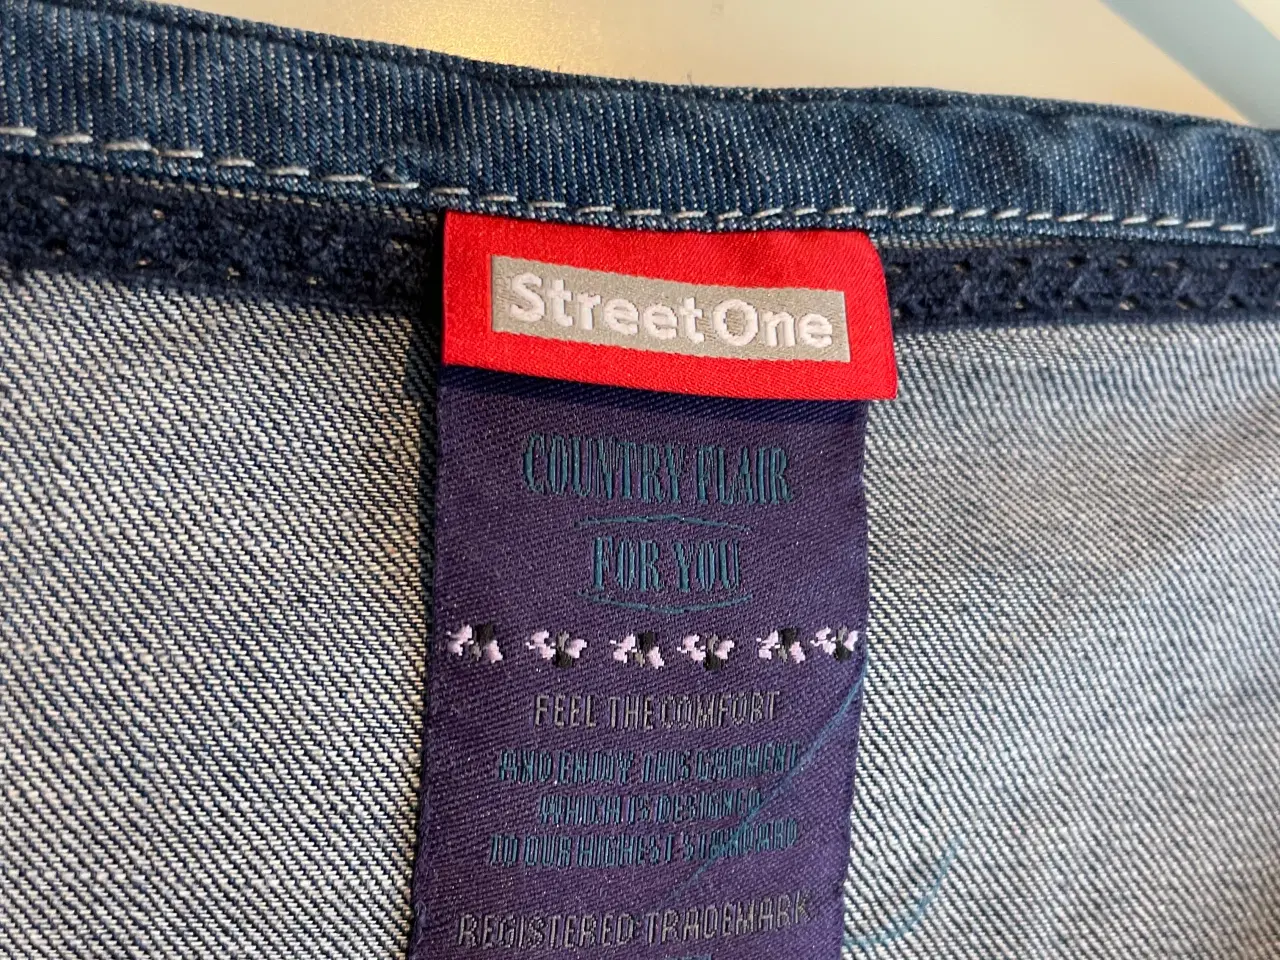 Street One
COUNTRY FLAIR
FOR YOU
FEEL THE COMFORT
AND ENJOY THIS GARMENT
WHICH IS DESIGNED
TO OUR HIGHEST STANDARD
REGISTERED TRADEMARK